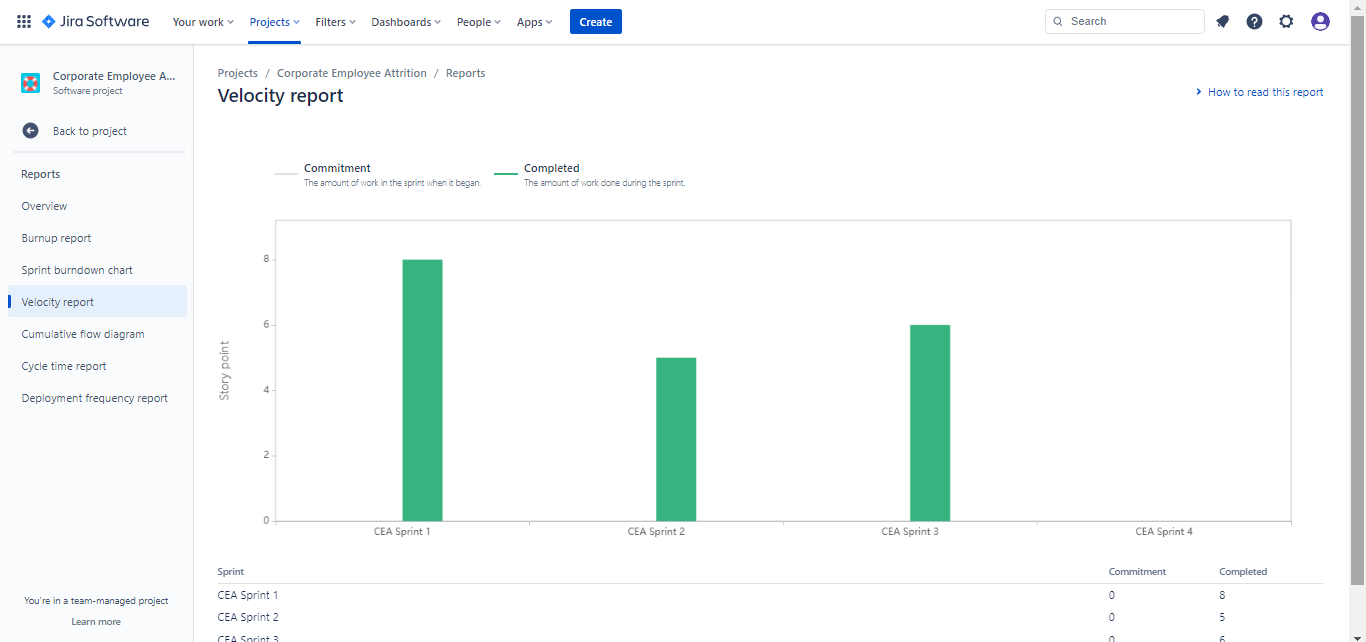 Jira Software
Your work
Projects
Filters
Dashboards
People
Apps
Create
Search
Corporate Employee A...
Software project
Back to project
Reports
Overview
Burnup report
Sprint burndown chart
Velocity report
Cumulative flow diagram
Cycle time report
Deployment frequency report
You're in a team-managed project
Learn more
Projects / Corporate Employee Attrition / Reports
Velocity report
How to read this report
Commitment
The amount of work in the sprint when it began.
Completed
The amount of work done during the sprint.
Story point
8
6
4
2
0
CEA Sprint 1 CEA Sprint 2 CEA Sprint 3 CEA Sprint 4
Sprint Commitment Completed
CEA Sprint 1 0 8
CEA Sprint 2 0 5
CEA Sprint 3 0 6